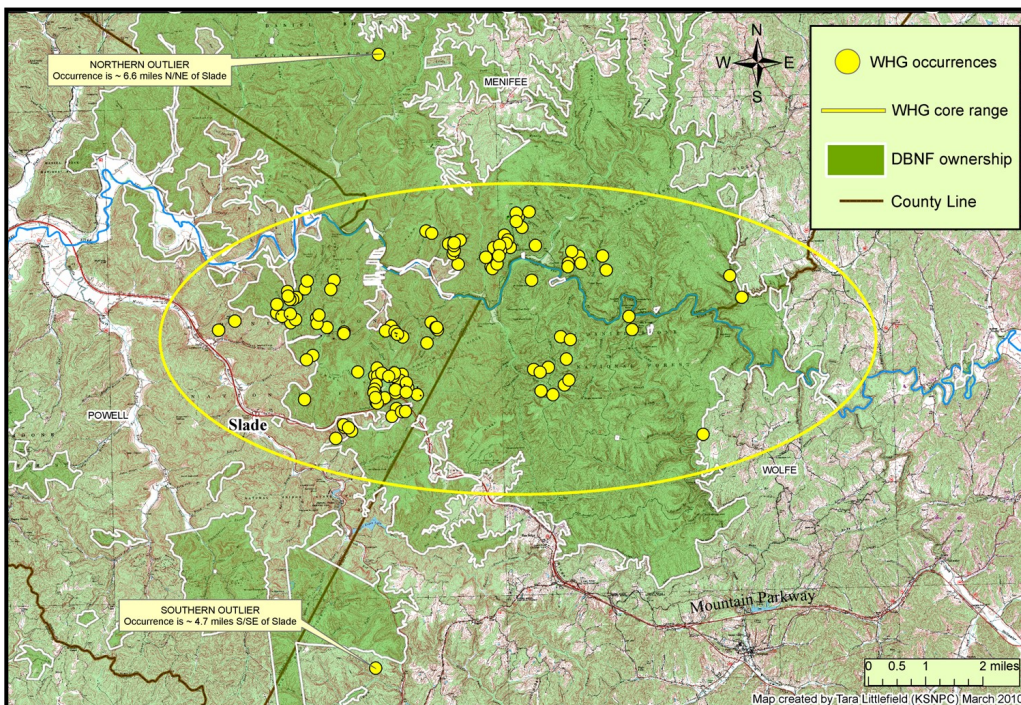 NORTHERN OUTLIER
Occurrence is ~ 6.6 miles N/NE of Slade
MENIFEE
N
W E
S
WHG occurrences
WHG core range
DBNF ownership
County Line
POWELL
Slade
NATIONAL FOREST
WOLFE
SOUTHERN OUTLIER
Occurrence is ~ 4.7 miles S/SE of Slade
Mountain Parkway
0 0.5 1 2 miles
Map created by Tara Littlefield (KSNPC) March 2010